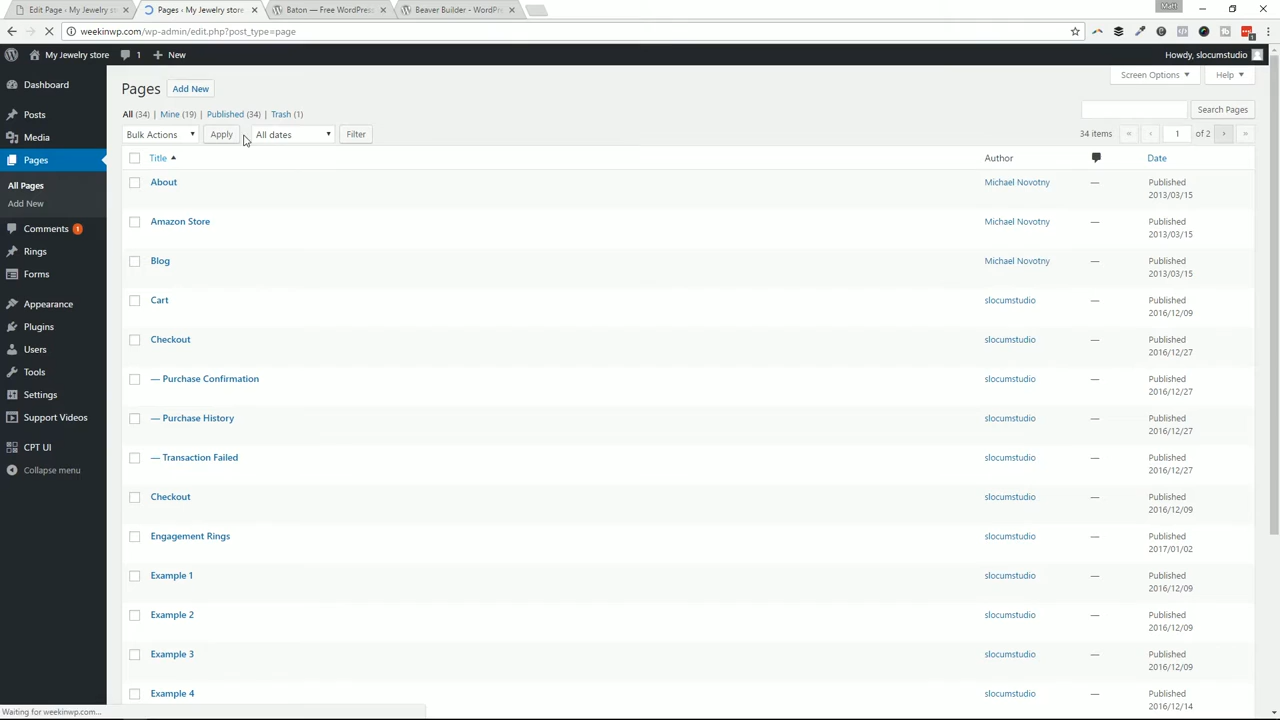 Edit Page ‹ My Jewelry st
Pages ‹ My Jewelry store
Baton — Free WordPress
Beaver Builder - WordPr
Matt
weekinwp.com/wp-admin/edit.php?post_type=page
My Jewelry store
1
+ New
Howdy, slocumstudio
Dashboard
Posts
Media
Pages
All Pages
Add New
Comments 1
Rings
Forms
Appearance
Plugins
Users
Tools
Settings
Support Videos
CPT UI
Collapse menu
Screen Options
Help
Pages Add New
All (34) | Mine (19) | Published (34) | Trash (1)
Search Pages
Bulk Actions Apply All dates Filter
34 items « ‹ 1 of 2 › »
Title Author Date
About Michael Novotny — Published
2013/03/15
Amazon Store Michael Novotny — Published
2013/03/15
Blog Michael Novotny — Published
2013/03/15
Cart slocumstudio — Published
2016/12/09
Checkout slocumstudio — Published
2016/12/27
— Purchase Confirmation slocumstudio — Published
2016/12/27
— Purchase History slocumstudio — Published
2016/12/27
— Transaction Failed slocumstudio — Published
2016/12/27
Checkout slocumstudio — Published
2016/12/09
Engagement Rings slocumstudio — Published
2017/01/02
Example 1 slocumstudio — Published
2016/12/09
Example 2 slocumstudio — Published
2016/12/09
Example 3 slocumstudio — Published
2016/12/09
Example 4 slocumstudio — Published
2016/12/14
Waiting for weekinwp.com...